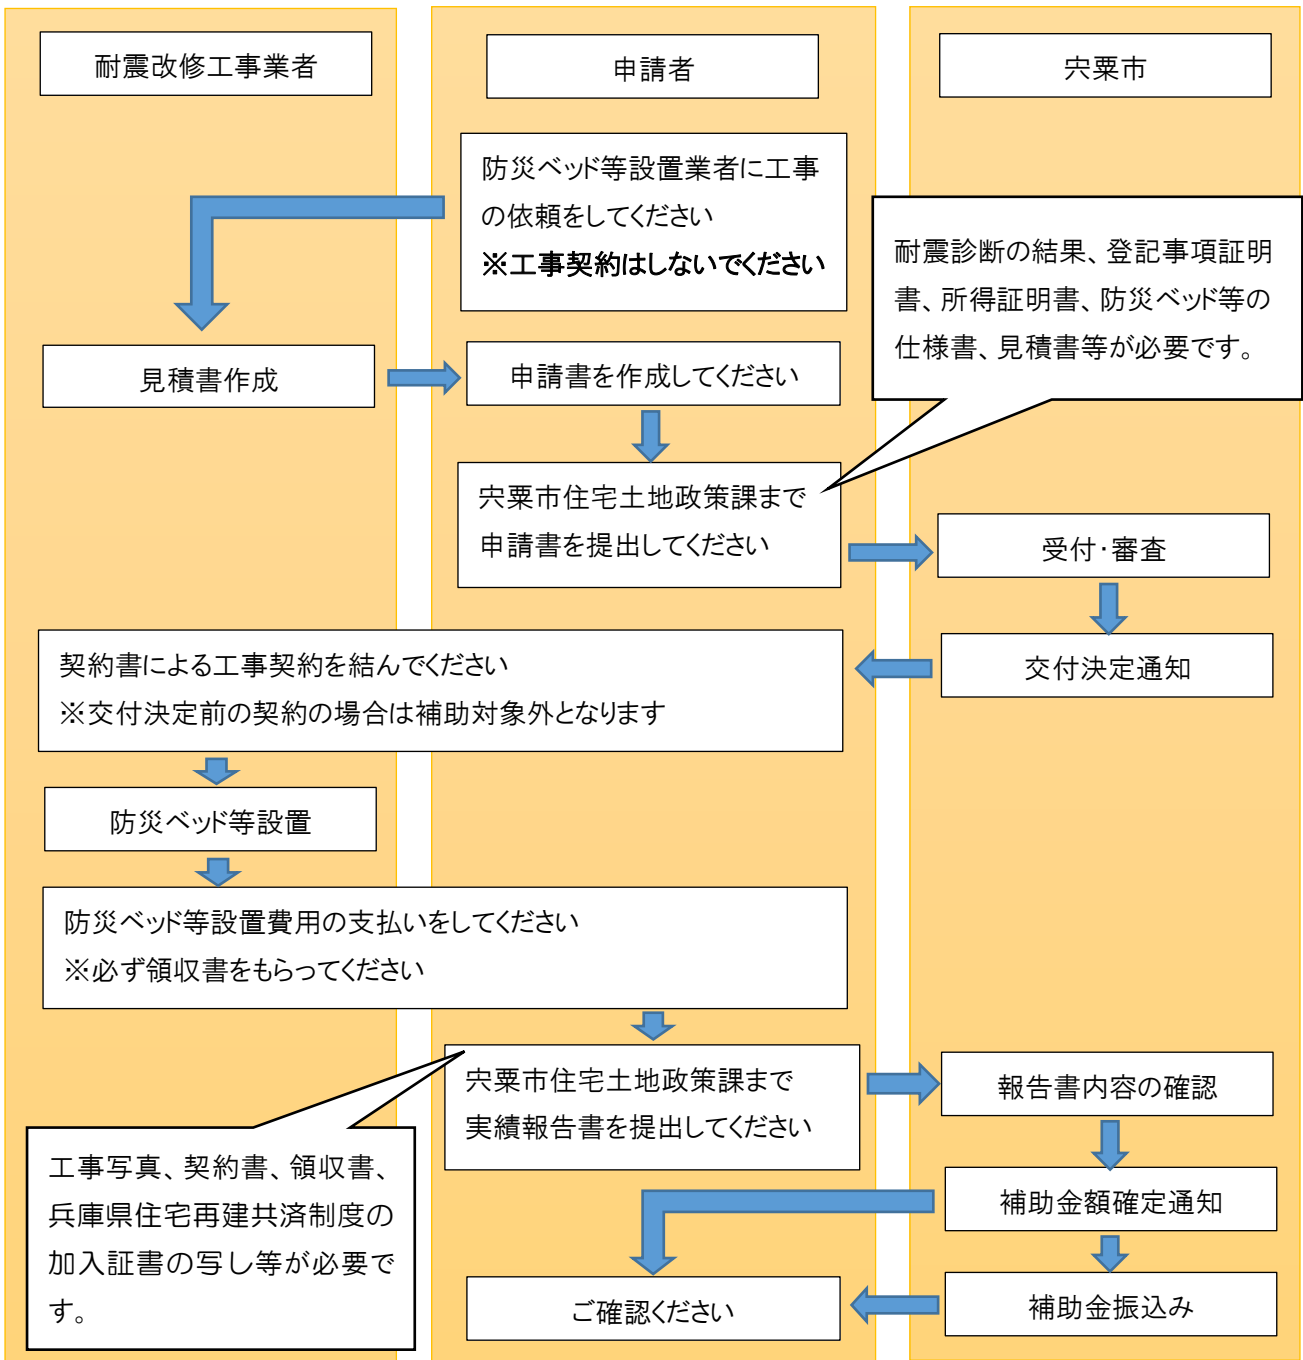 耐震改修工事業者
申請者
宍粟市
防災ベッド等設置業者に工事
の依頼をしてください
※工事契約はしないでください
耐震診断の結果、登記事項証明
書、所得証明書、防災ベッド等の
仕様書、見積書等が必要です。
見積書作成
申請書を作成してください
宍粟市住宅土地政策課まで
申請書を提出してください
受付・審査
交付決定通知
契約書による工事契約を結んでください
※交付決定前の契約の場合は補助対象外となります
防災ベッド等設置
防災ベッド等設置費用の支払いをしてください
※必ず領収書をもらってください
宍粟市住宅土地政策課まで
実績報告書を提出してください
報告書内容の確認
工事写真、契約書、領収書、
兵庫県住宅再建共済制度の
加入証書の写し等が必要で
す。
補助金額確定通知
ご確認ください
補助金振込み